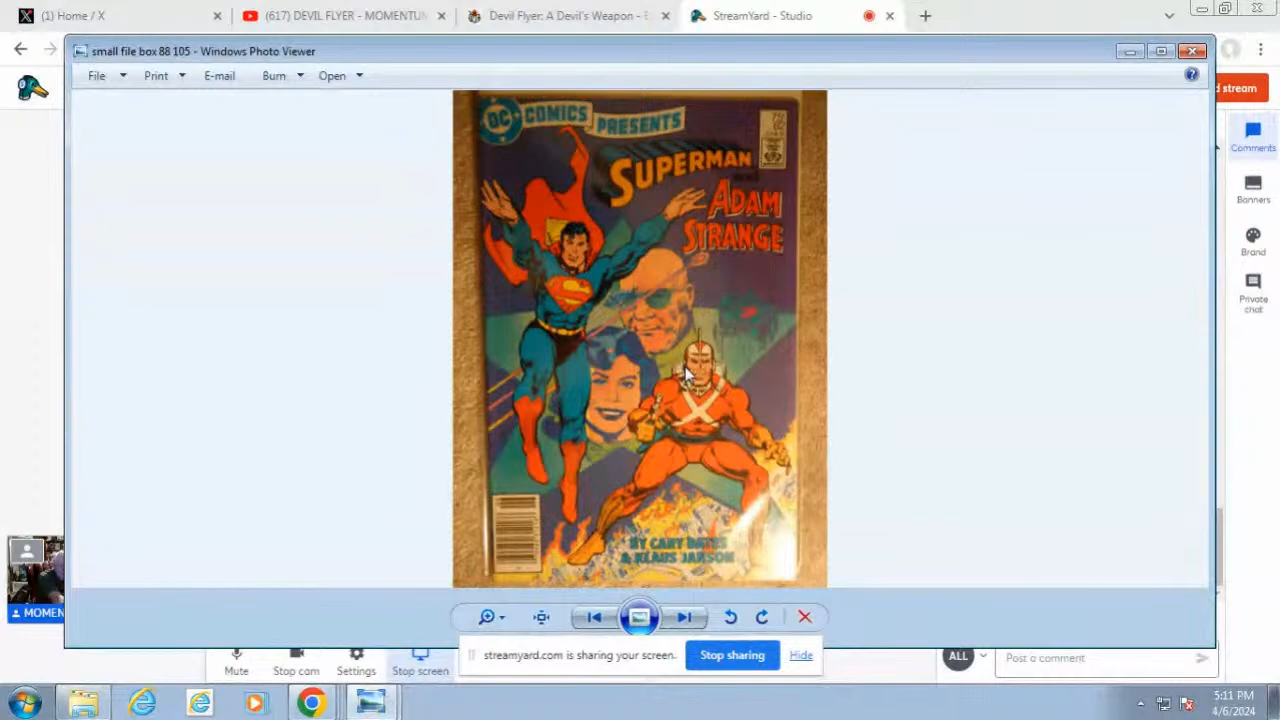 Home / X
(617) DEVIL FLYER - MOMENTUM
Devil Flyer: A Devil's Weapon - B
StreamYard - Studio
small file box 88 105 - Windows Photo Viewer
File
Print
E-mail
Burn
Open
d stream
DC
COMICS
PRESENTS
SUPERMAN
ADAM
STRANGE
BY CARY BATES
& KLAUS JANSON
Comments
Banners
Brand
Private
chat
MOMEN
streamyard.com is sharing your screen.
Stop sharing
Hide
Mute
Stop cam
Settings
Stop screen
ALL
Post a comment
5:11 PM
4/6/2024